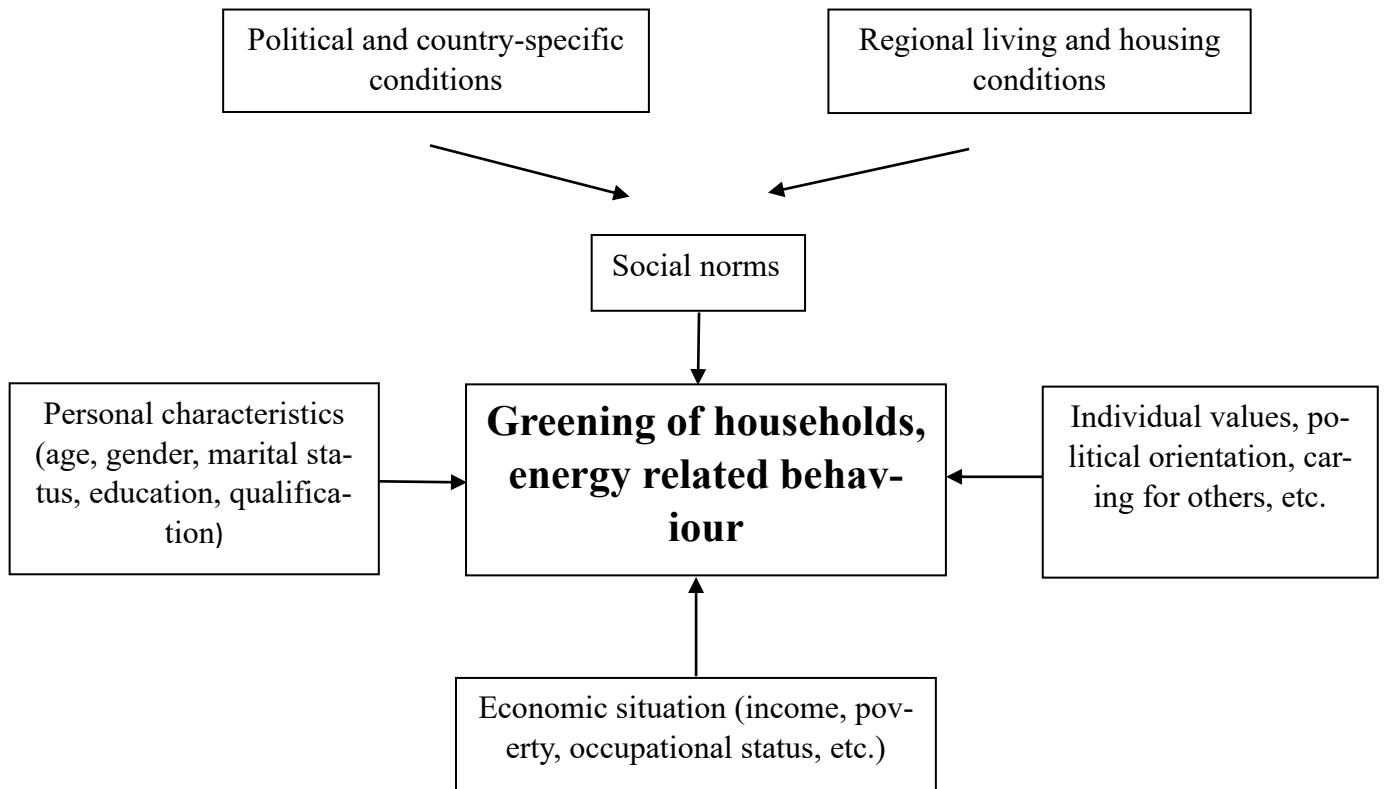 Political and country-specific
conditions
Regional living and housing
conditions
Social norms
Personal characteristics
(age, gender, marital sta-
tus, education, qualifica-
tion)
Greening of households,
energy related behav-
iour
Individual values, po-
litical orientation, car-
ing for others, etc.
Economic situation (income, pov-
erty, occupational status, etc.)